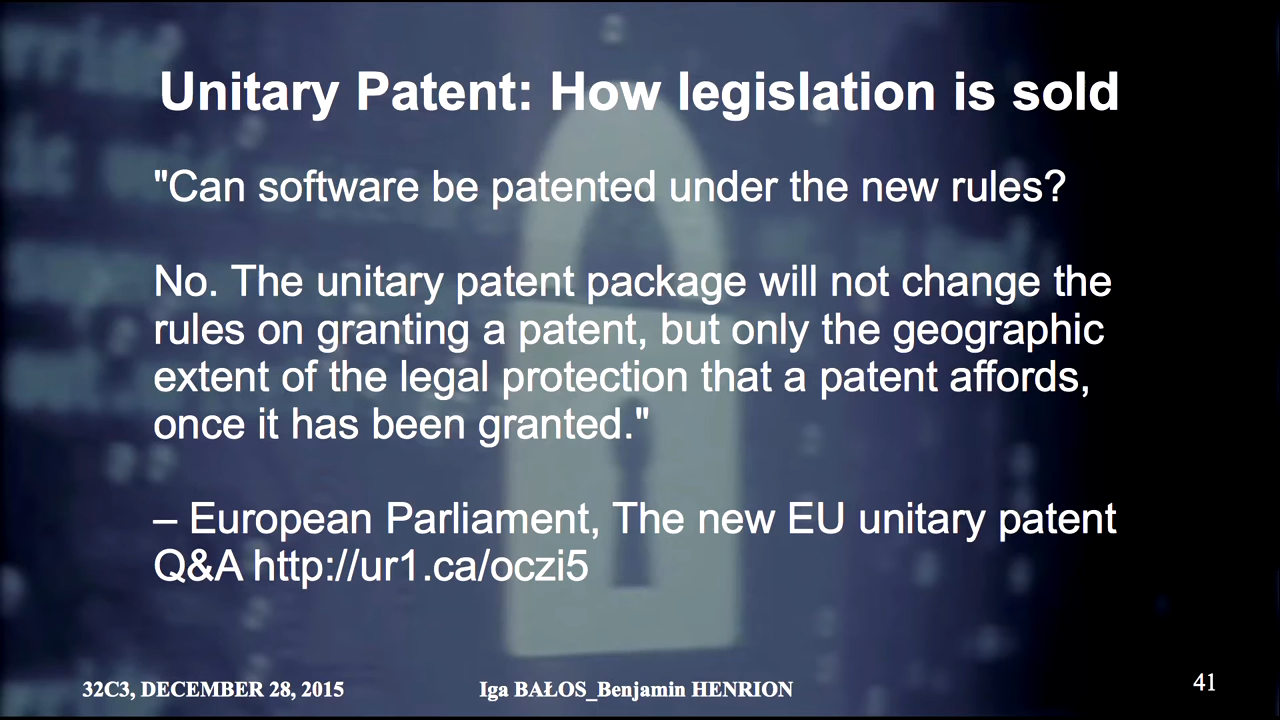 Unitary Patent: How legislation is sold
"Can software be patented under the new rules?
No. The unitary patent package will not change the
rules on granting a patent, but only the geographic
extent of the legal protection that a patent affords,
once it has been granted."
– European Parliament, The new EU unitary patent
Q&A http://ur1.ca/oczi5
32C3, DECEMBER 28, 2015
Iga BAŁOS_Benjamin HENRION
41